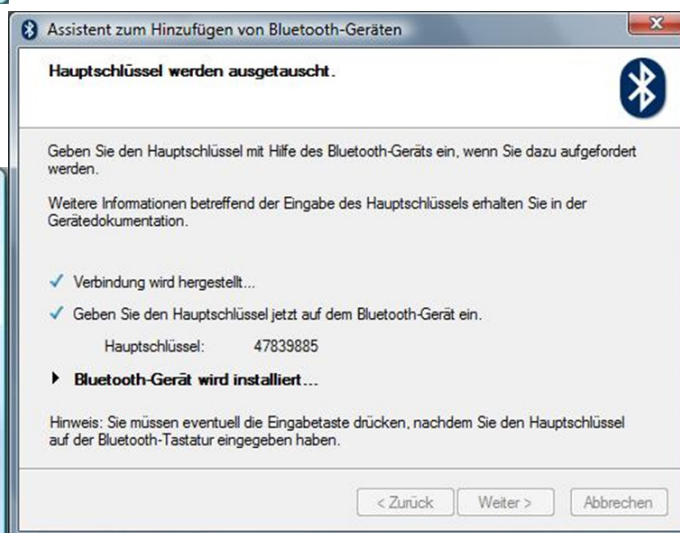 Assistent zum Hinzufügen von Bluetooth-Geräten
Hauptschlüssel werden ausgetauscht.
Geben Sie den Hauptschlüssel mit Hilfe des Bluetooth-Geräts ein, wenn Sie dazu aufgefordert
werden.
Weitere Informationen betreffend der Eingabe des Hauptschlüssels erhalten Sie in der
Gerätedokumentation.
Verbindung wird hergestellt...
Geben Sie den Hauptschlüssel jetzt auf dem Bluetooth-Gerät ein.
Hauptschlüssel: 47839885
Bluetooth-Gerät wird installiert...
Hinweis: Sie müssen eventuell die Eingabetaste drücken, nachdem Sie den Hauptschlüssel
auf der Bluetooth-Tastatur eingegeben haben.
< Zurück Weiter > Abbrechen